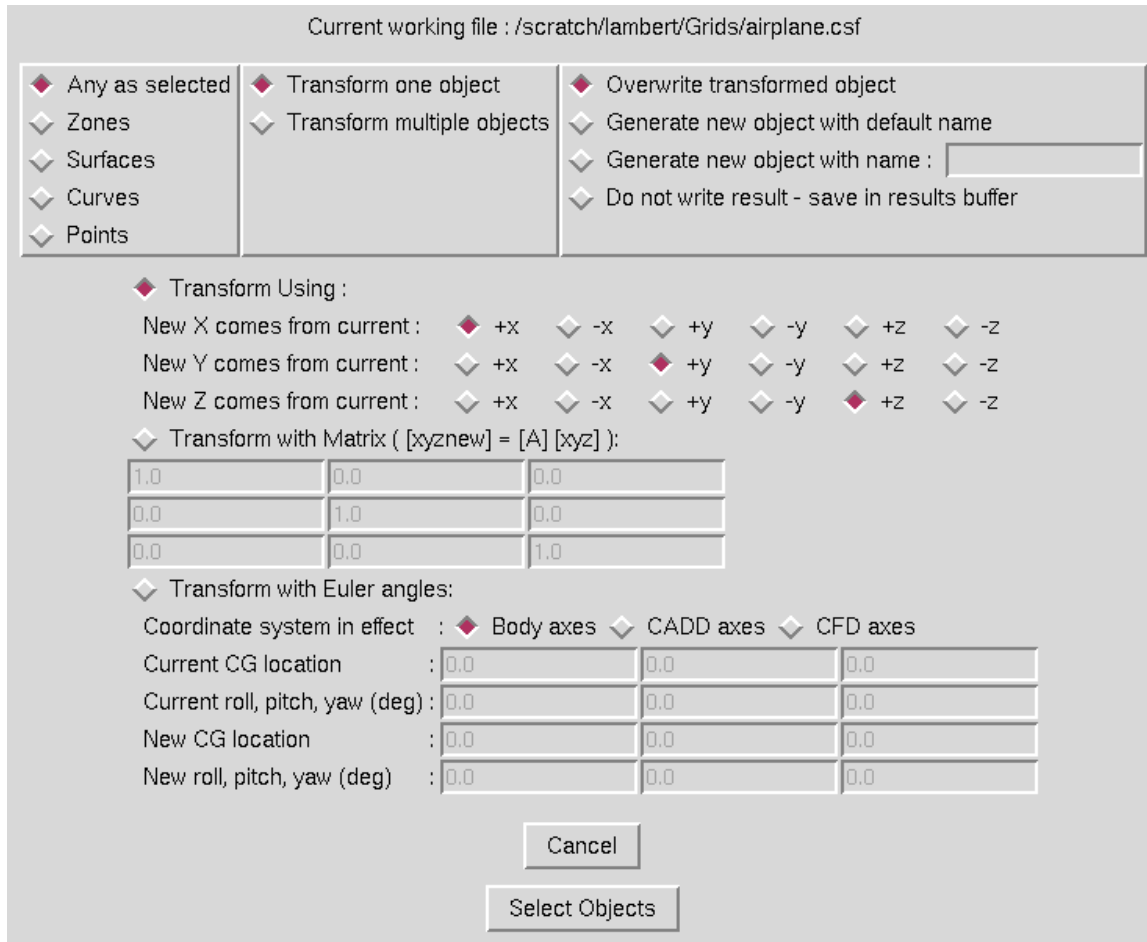 Current working file : /scratch/lambert/Grids/airplane.csf
Any as selected
Zones
Surfaces
Curves
Points
Transform one object
Transform multiple objects
Overwrite transformed object
Generate new object with default name
Generate new object with name :
Do not write result - save in results buffer
Transform Using :
New X comes from current : +x -x +y -y +z -z
New Y comes from current : +x -x +y -y +z -z
New Z comes from current : +x -x +y -y +z -z
Transform with Matrix ( [xyznew] = [A] [xyz] ):
1.0 0.0 0.0
0.0 1.0 0.0
0.0 0.0 1.0
Transform with Euler angles:
Coordinate system in effect : Body axes CADD axes CFD axes
Current CG location : 0.0 0.0 0.0
Current roll, pitch, yaw (deg) : 0.0 0.0 0.0
New CG location : 0.0 0.0 0.0
New roll, pitch, yaw (deg) : 0.0 0.0 0.0
Cancel
Select Objects